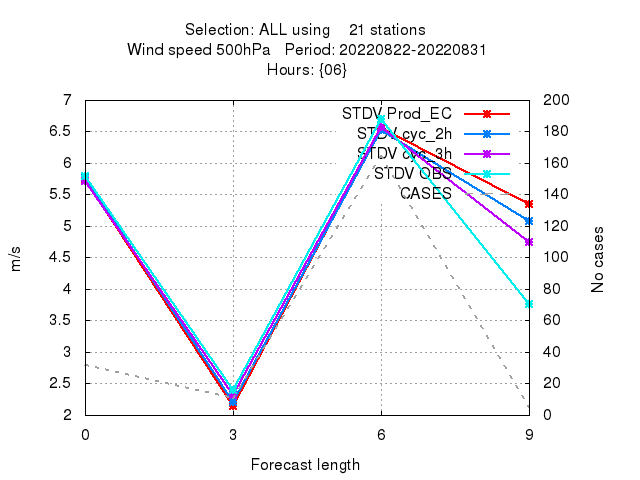 Selection: ALL using 21 stations
Wind speed 500hPa Period: 20220822-20220831
Hours: {06}
7
6.5
6
5.5
5
4.5
4
3.5
3
2.5
2
m/s
STDV Prod_EC
STDV cyc_2h
STDV cyc_3h
STDV OBS
CASES
200
180
160
140
120
100
80
60
40
20
0
No cases
0 3 6 9
Forecast length